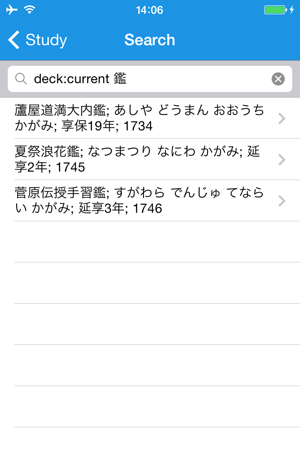 14:06
Study
Search
deck:current 鑑
蘆屋道満大内鑑; あしや どうまん おおうち
かがみ; 享保19年; 1734
夏祭浪花鑑; なつまつり なにわ かがみ; 延
享2年; 1745
菅原伝授手習鑑; すがわら でんじゅ てなら
い かがみ; 延享3年; 1746